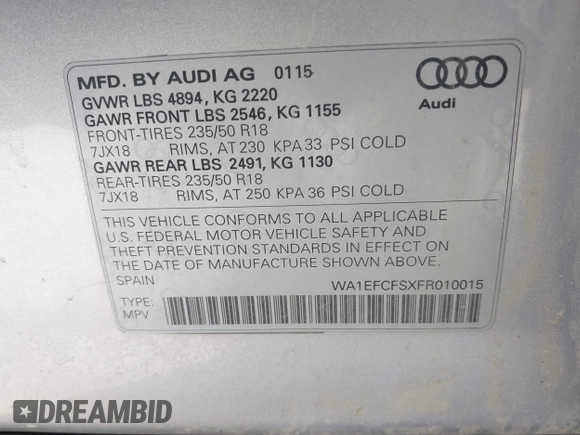 MFD. BY AUDI AG 0115
GVWR LBS 4894, KG 2220
GAWR FRONT LBS 2546, KG 1155
FRONT-TIRES 235/50 R18
7JX18 RIMS, AT 230 KPA 33 PSI COLD
GAWR REAR LBS 2491, KG 1130
REAR-TIRES 235/50 R18
7JX18 RIMS, AT 250 KPA 36 PSI COLD
Audi
THIS VEHICLE CONFORMS TO ALL APPLICABLE
U.S. FEDERAL MOTOR VEHICLE SAFETY AND
THEFT PREVENTION STANDARDS IN EFFECT ON
THE DATE OF MANUFACTURE SHOWN ABOVE.
SPAIN WA1EFCFSXFR010015
TYPE:
MPV
DREAMBID